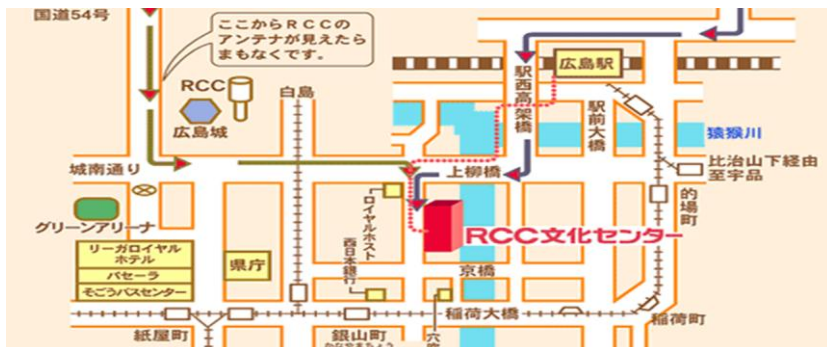 国道54号
ここからRCCの
アンテナが見えたら
まもなくです。
RCC
広島城
白島
広島駅
駅西高架橋
駅前大橋
猿猴川
比治山下経由
至宇品
城南通り
上柳橋
的場町
グリーンアリーナ
ロイヤルホスト
RCC文化センター
リーガロイヤル
ホテル
パセーラ
そごうバスセンター
県庁
西日本銀行
京橋
稲荷大橋
稲荷町
紙屋町
銀山町